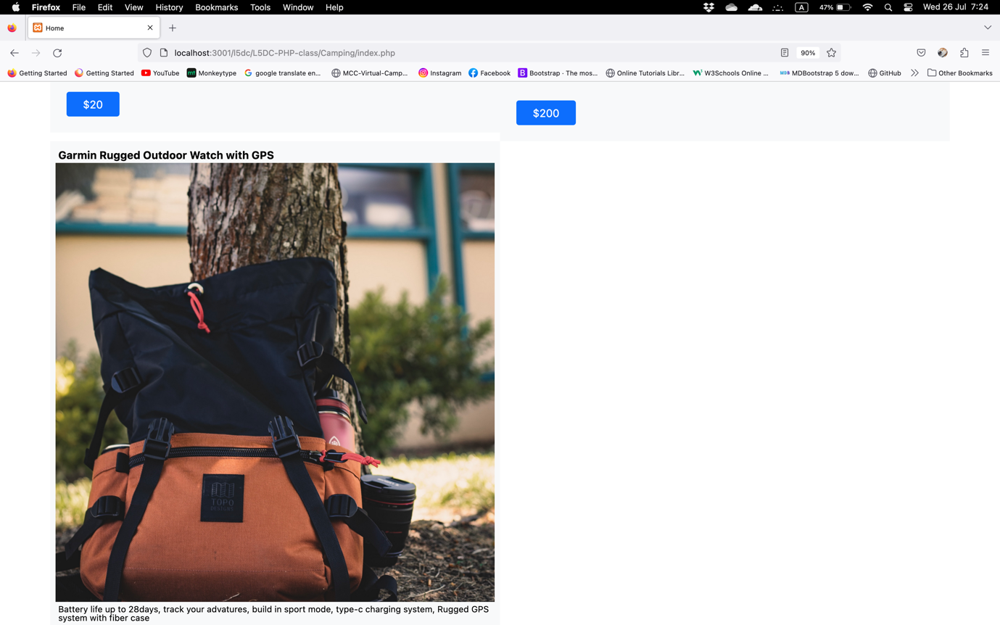 Firefox File Edit View History Bookmarks Tools Window Help A 47% Wed 26 Jul 7:24
Home
localhost:3001/l5dc/L5DC-PHP-class/Camping/index.php 90%
Getting Started Getting Started YouTube mt Monkeytype google translate en... MCC-Virtual-Camp... Instagram Facebook B Bootstrap · The mos... Online Tutorials Libr... W3Schools Online ... MDBootstrap 5 dow... GitHub Other Bookmarks
$20
$200
Garmin Rugged Outdoor Watch with GPS
TOPO
DESIGNS
Battery life up to 28days, track your advatures, build in sport mode, type-c charging system, Rugged GPS
system with fiber case